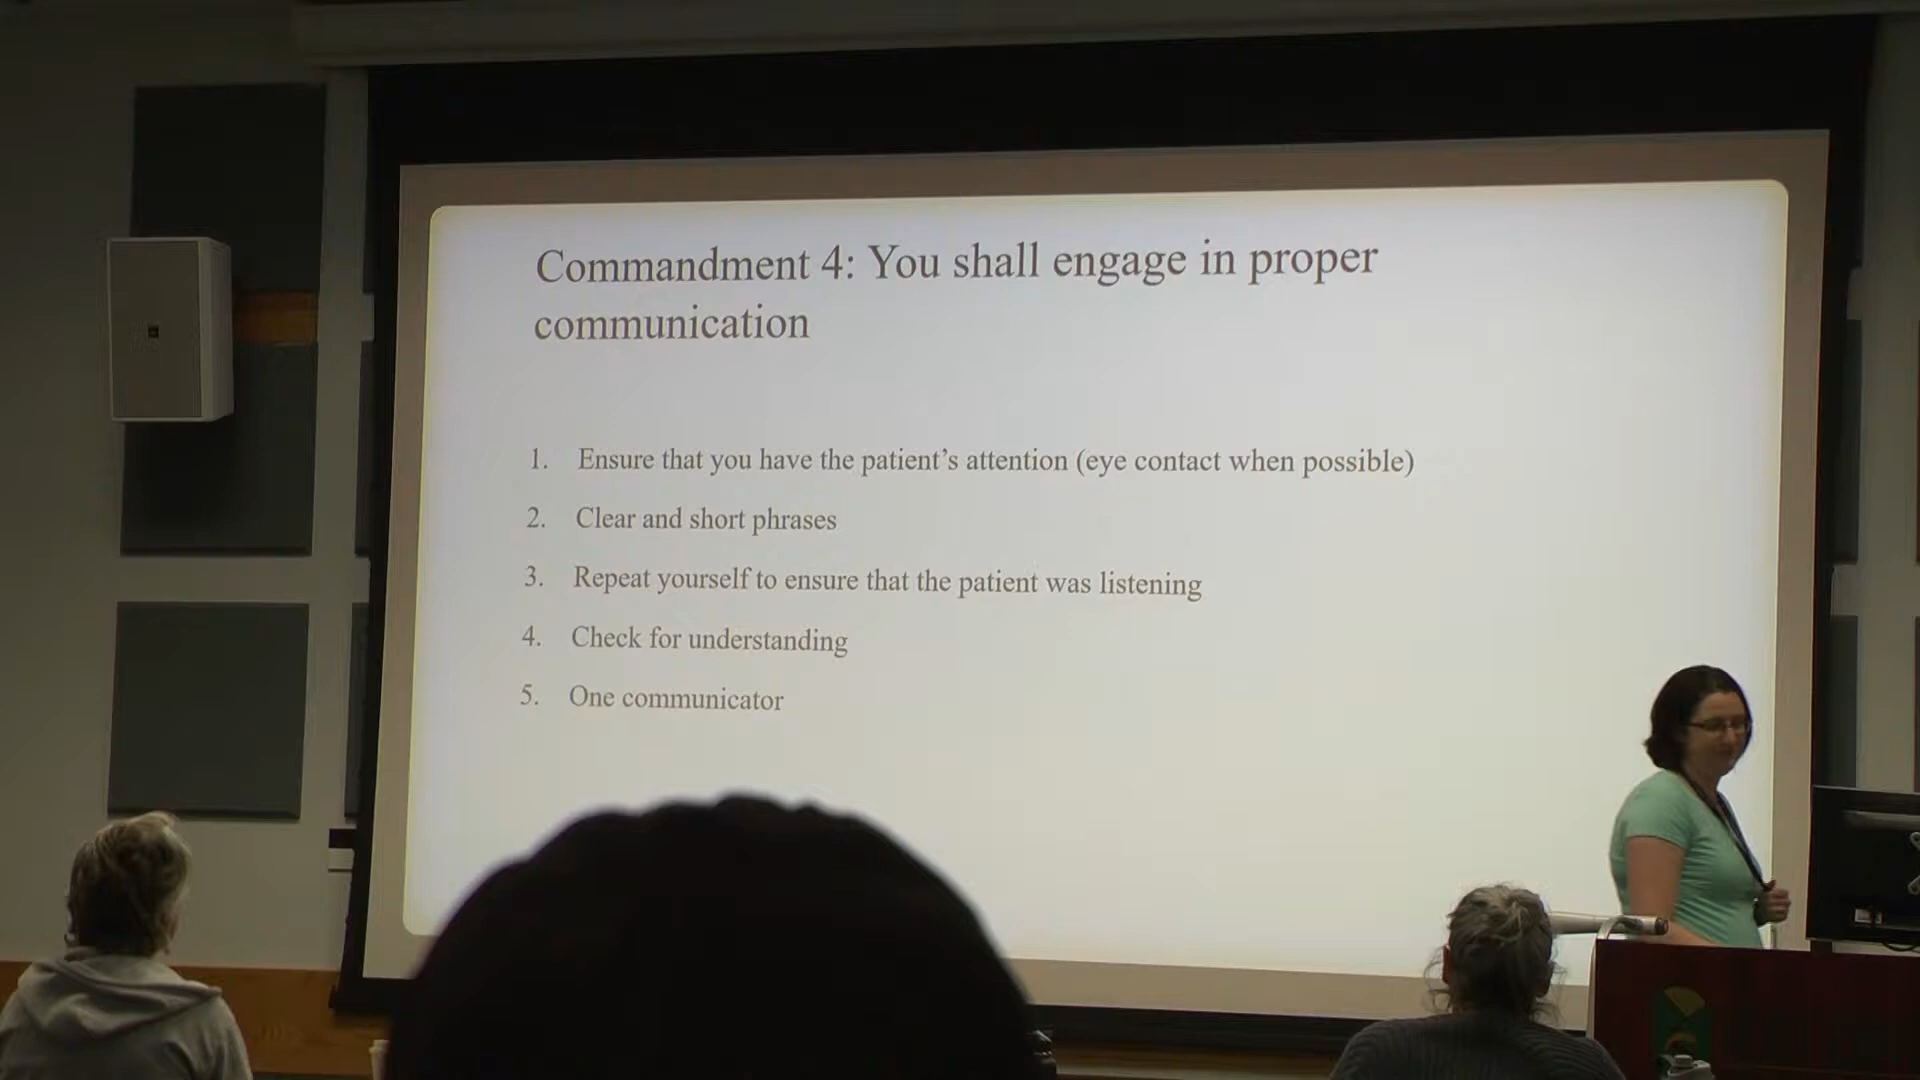 Commandment 4: You shall engage in proper
communication
1. Ensure that you have the patient’s attention (eye contact when possible)
2. Clear and short phrases
3. Repeat yourself to ensure that the patient was listening
4. Check for understanding
5. One communicator